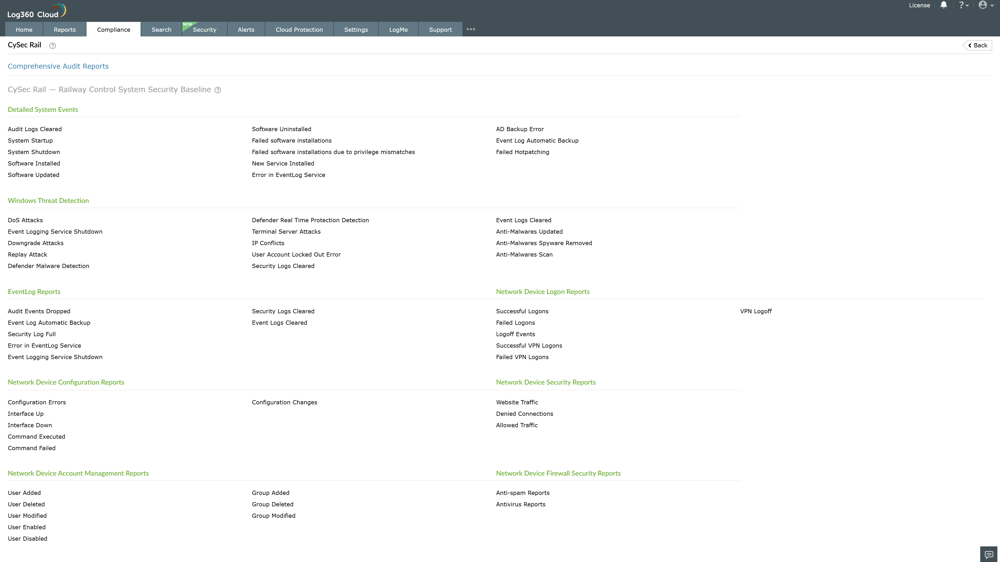 License
?
Log360 Cloud
Home
Reports
Compliance
Search
NEW
Security
Alerts
Cloud Protection
Settings
LogMe
Support
CySec Rail ?
Back
Comprehensive Audit Reports
CySec Rail — Railway Control System Security Baseline ?
Detailed System Events
Audit Logs Cleared
System Startup
System Shutdown
Software Installed
Software Updated
Software Uninstalled
Failed software installations
Failed software installations due to privilege mismatches
New Service Installed
Error in EventLog Service
AD Backup Error
Event Log Automatic Backup
Failed Hotpatching
Windows Threat Detection
DoS Attacks
Event Logging Service Shutdown
Downgrade Attacks
Replay Attack
Defender Malware Detection
Defender Real Time Protection Detection
Terminal Server Attacks
IP Conflicts
User Account Locked Out Error
Security Logs Cleared
Event Logs Cleared
Anti-Malwares Updated
Anti-Malwares Spyware Removed
Anti-Malwares Scan
EventLog Reports
Audit Events Dropped
Event Log Automatic Backup
Security Log Full
Error in EventLog Service
Event Logging Service Shutdown
Security Logs Cleared
Event Logs Cleared
Network Device Logon Reports
Successful Logons
Failed Logons
Logoff Events
Successful VPN Logons
Failed VPN Logons
VPN Logoff
Network Device Configuration Reports
Configuration Errors
Interface Up
Interface Down
Command Executed
Command Failed
Configuration Changes
Network Device Security Reports
Website Traffic
Denied Connections
Allowed Traffic
Network Device Account Management Reports
User Added
User Deleted
User Modified
User Enabled
User Disabled
Group Added
Group Deleted
Group Modified
Network Device Firewall Security Reports
Anti-spam Reports
Antivirus Reports